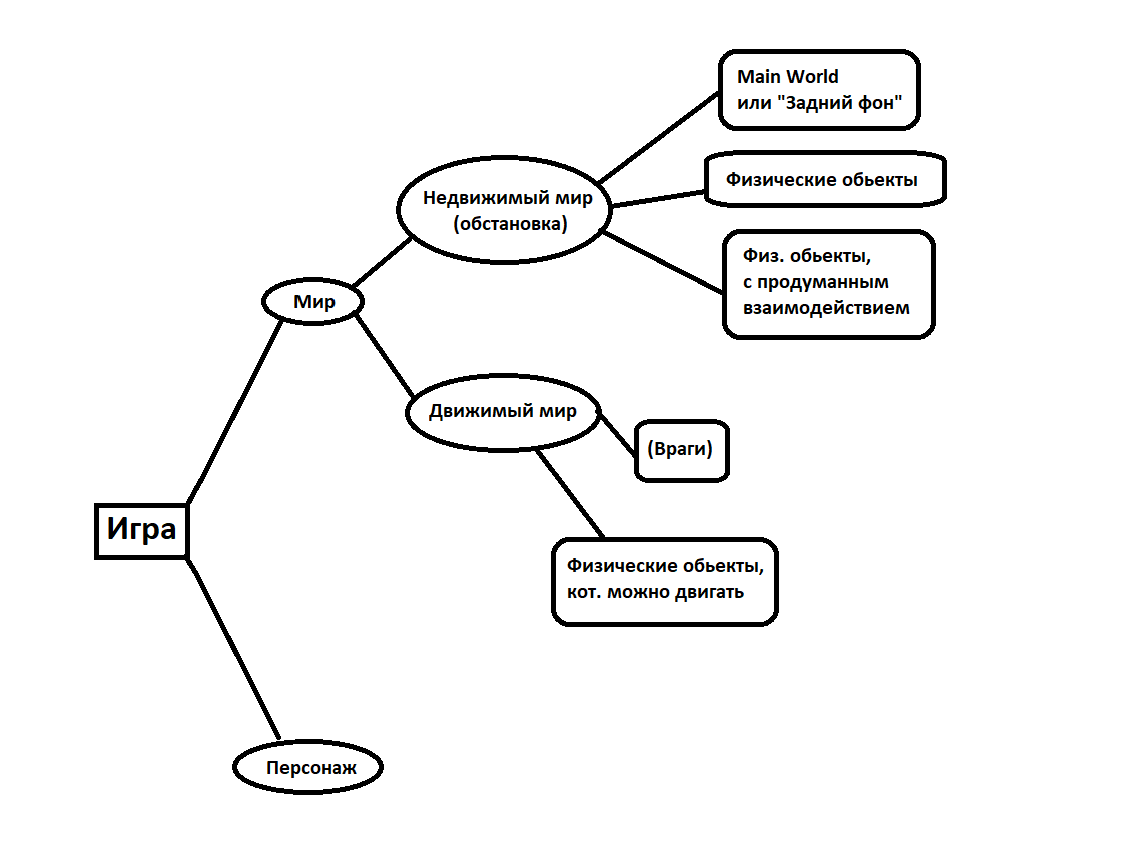 Main World
или "Задний фон"
Физические обьекты
Недвижимый мир
(обстановка)
Физ. обьекты,
с продуманным
взаимодействием
Мир
Движимый мир
(Враги)
Игра
Физические обьекты,
кот. можно двигать
Персонаж